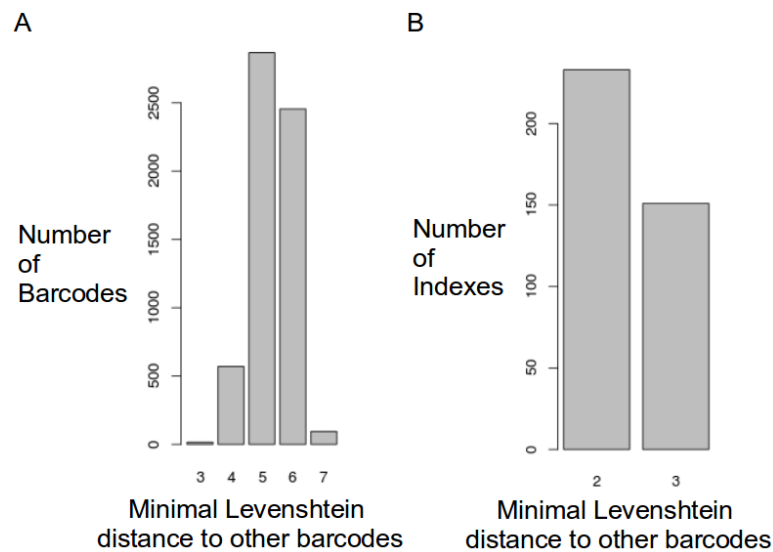 A
Number
of
Barcodes
0
500
1000
1500
2000
2500
3 4 5 6 7
Minimal Levenshtein
distance to other barcodes
B
Number
of
Indexes
0
50
100
150
200
2 3
Minimal Levenshtein
distance to other barcodes